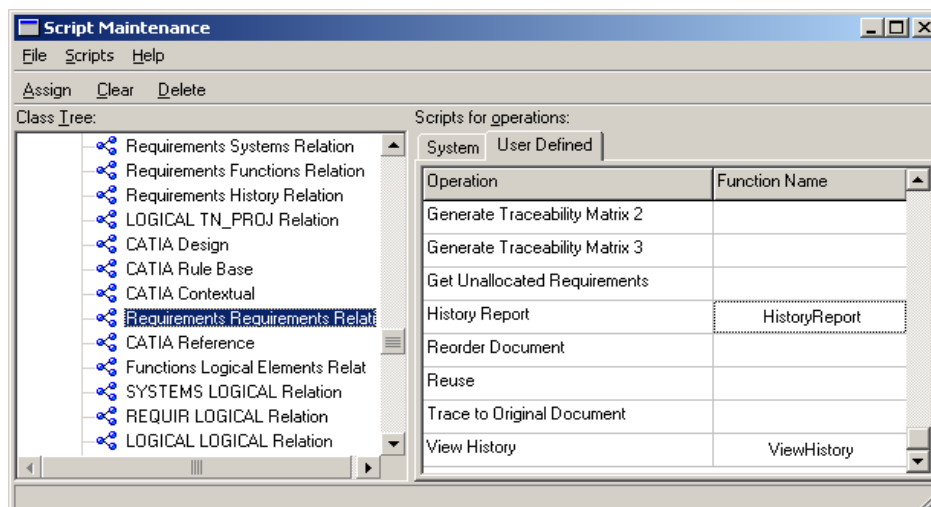 Script Maintenance
File Scripts Help
Assign Clear Delete
Class Tree:
Requirements Systems Relation
Requirements Functions Relation
Requirements History Relation
LOGICAL TN_PROJ Relation
CATIA Design
CATIA Rule Base
CATIA Contextual
Requirements Requirements Relati
CATIA Reference
Functions Logical Elements Relat
SYSTEMS LOGICAL Relation
REQUIR LOGICAL Relation
LOGICAL LOGICAL Relation
Scripts for operations:
System User Defined
Operation Function Name
Generate Traceability Matrix 2
Generate Traceability Matrix 3
Get Unallocated Requirements
History Report HistoryReport
Reorder Document
Reuse
Trace to Original Document
View History ViewHistory